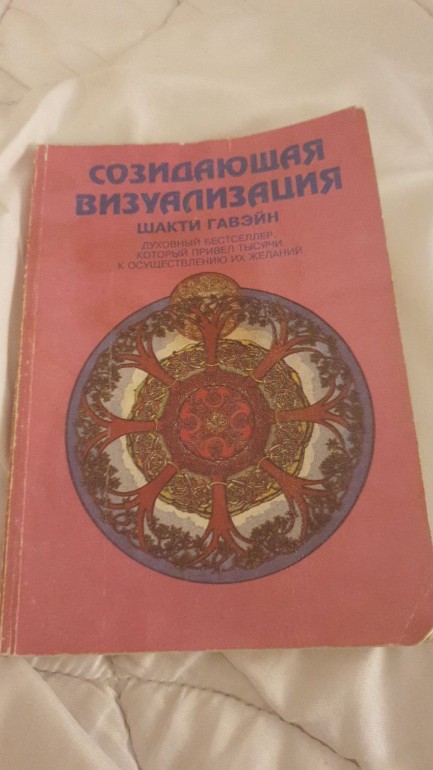 СОЗИДАЮЩАЯ
ВИЗУАЛИЗАЦИЯ
ШАКТИ ГАВЭЙН
ДУХОВНЫЙ БЕСТСЕЛЛЕР,
КОТОРЫЙ ПРИВЕЛ ТЫСЯЧИ
К ОСУЩЕСТВЛЕНИЮ ИХ ЖЕЛАНИЙ